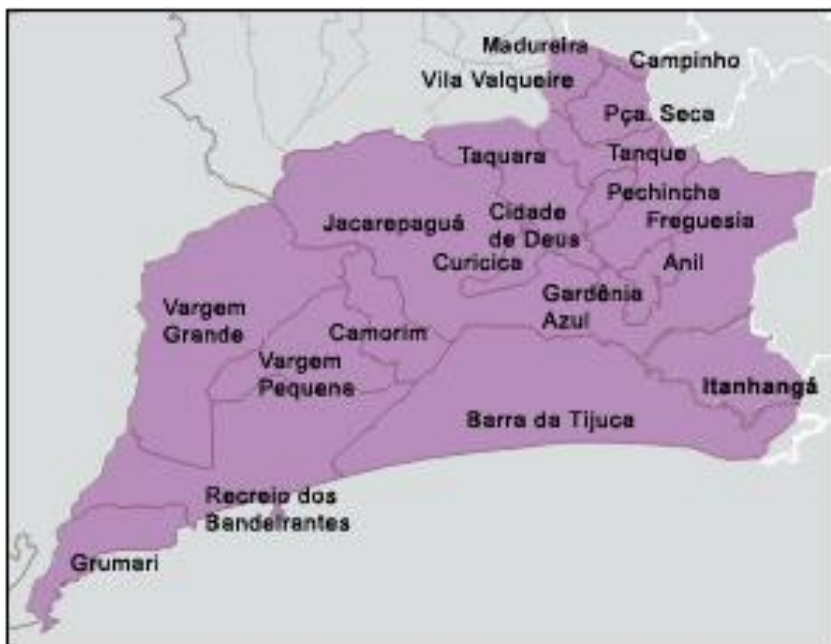 Madureira
Campinho
Vila Valqueire
Pça. Seca
Taquara
Tanque
Pechincha
Cidade
de Deus
Freguesia
Jacarepaguá
Curicica
Anil
Gardênia
Azul
Vargem
Grande
Camorim
Vargem
Pequena
Itanhangá
Barra da Tijuca
Recreio dos
Bandeirantes
Grumari